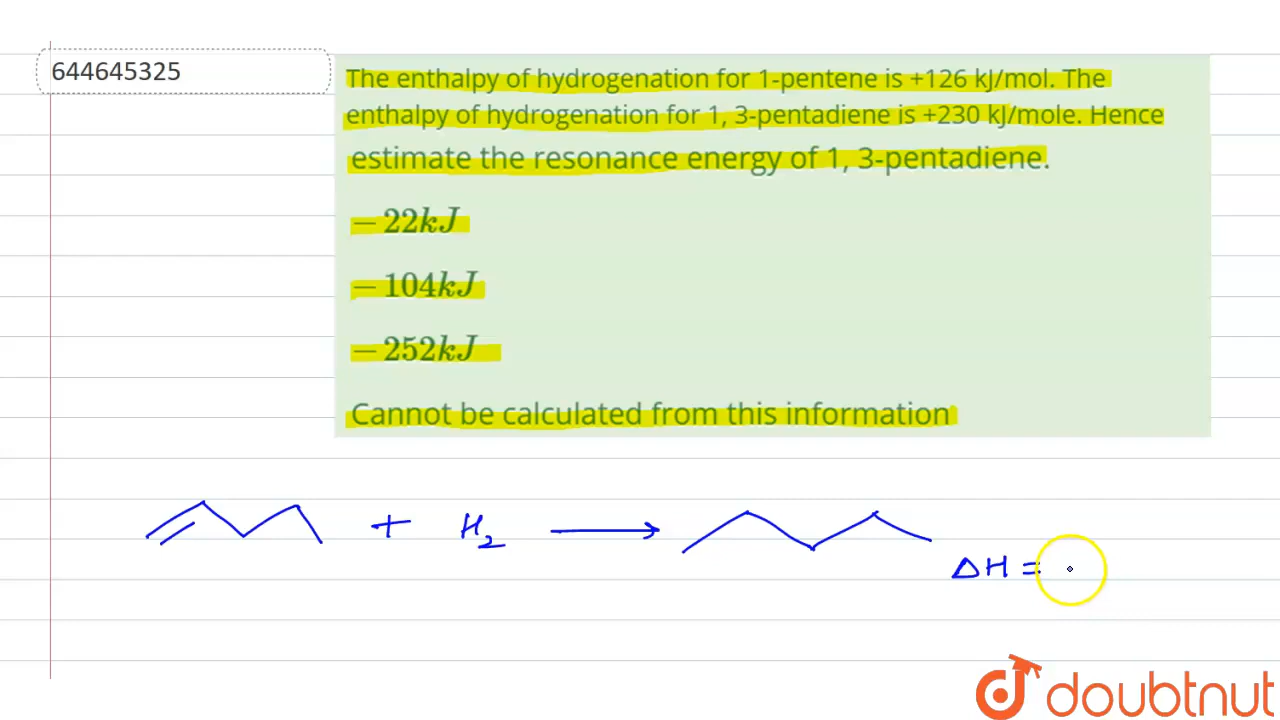 644645325
The enthalpy of hydrogenation for 1-pentene is +126 kJ/mol. The
enthalpy of hydrogenation for 1, 3-pentadiene is +230 kJ/mole. Hence
estimate the resonance energy of 1, 3-pentadiene.
−22kJ
−104kJ
−252kJ
Cannot be calculated from this information
+ H₂ ⟶
ΔH =
doubtnut